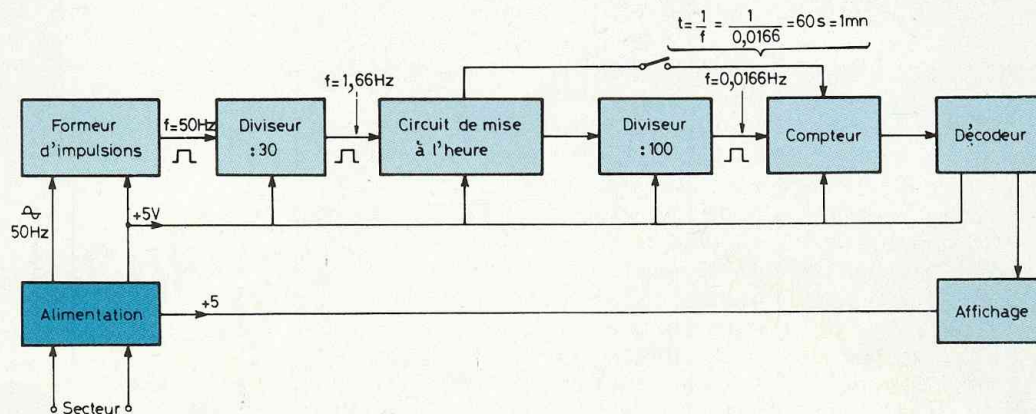 t = 1/f = 1/0,0166 = 60 s = 1mn
f=1,66Hz
f=0,0166Hz
Formeur
d'impulsions
f=50Hz
Diviseur
:30
Circuit de mise
à l'heure
Diviseur
:100
Compteur
Décodeur
50Hz
+5V
Alimentation
+5
Affichage
Secteur